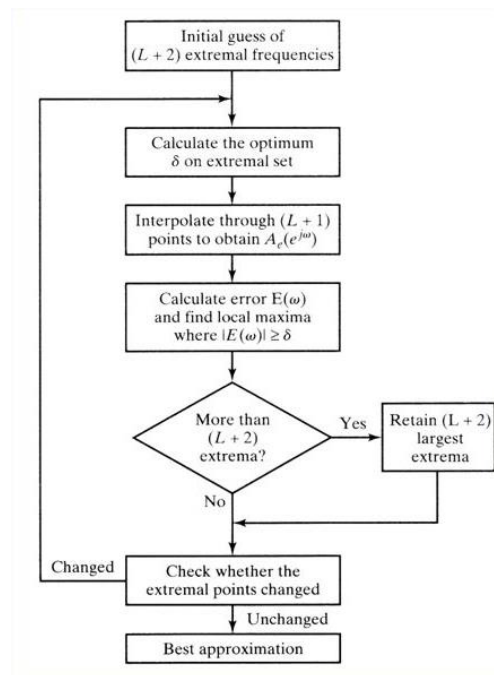 Initial guess of
(L + 2) extremal frequencies
Calculate the optimum
δ on extremal set
Interpolate through (L + 1)
points to obtain Aₑ(e^{jω})
Calculate error E(ω)
and find local maxima
where |E(ω)| ≥ δ
More than
(L + 2)
extrema?
Yes
Retain (L + 2)
largest
extrema
No
Changed
Check whether the
extremal points changed
Unchanged
Best approximation